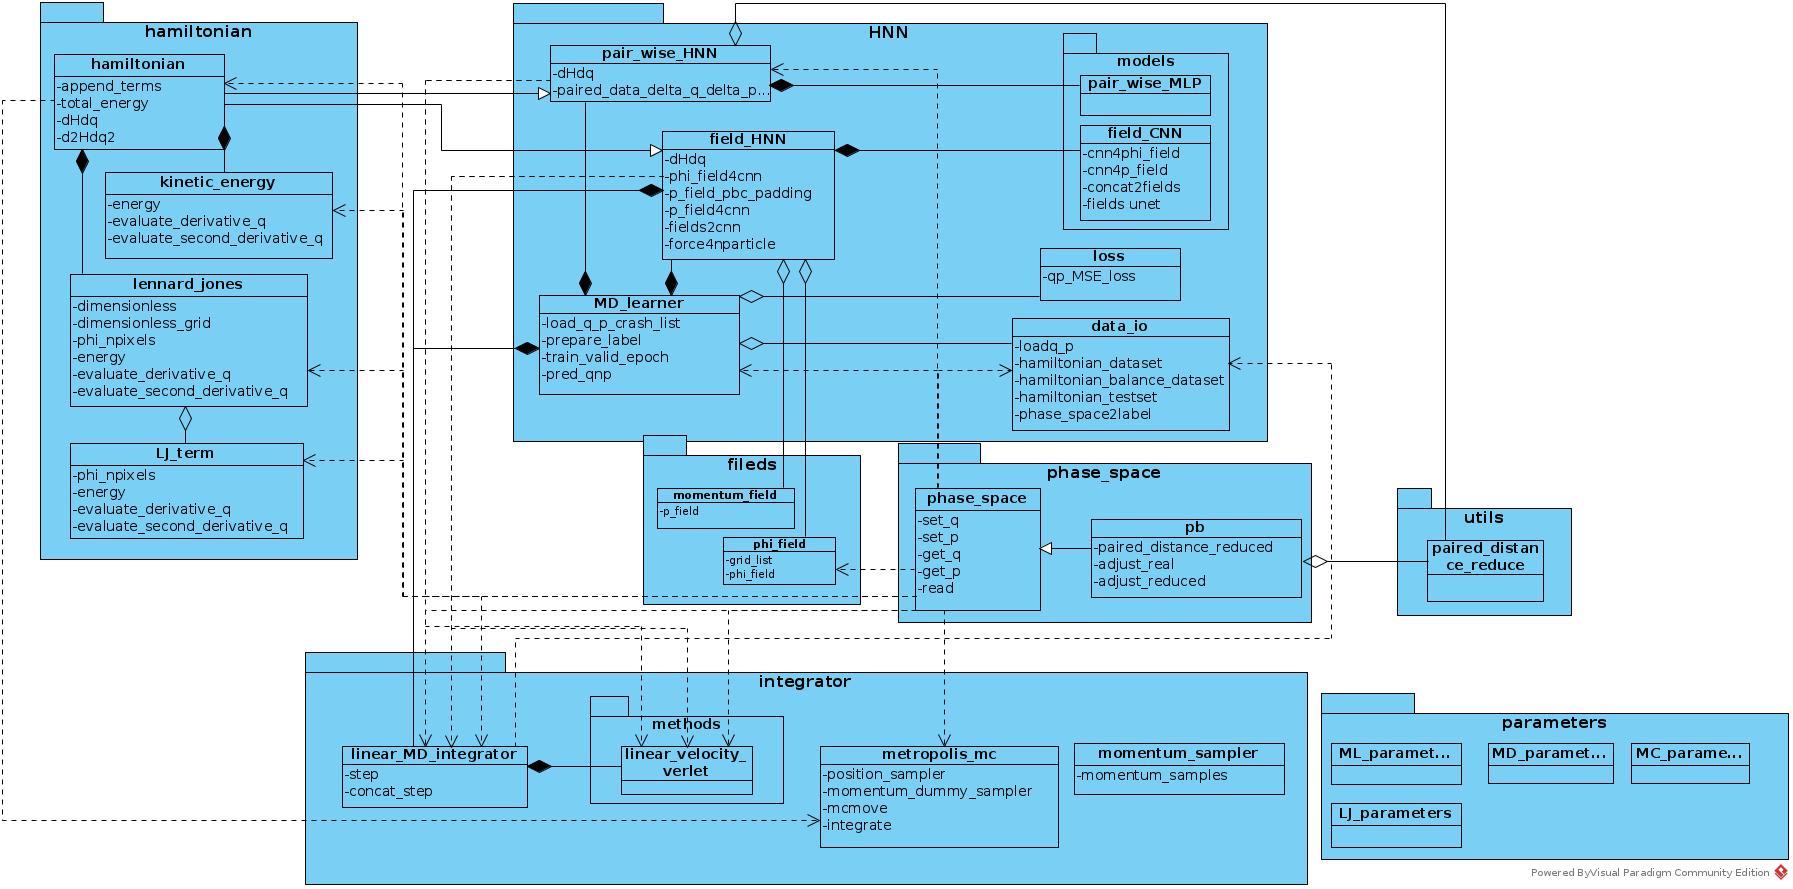 hamiltonian
hamiltonian
-append_terms
-total_energy
-dHdq
-d2Hdq2
kinetic_energy
-energy
-evaluate_derivative_q
-evaluate_second_derivative_q
lennard_jones
-dimensionless
-dimensionless_grid
-phi_npixels
-energy
-evaluate_derivative_q
-evaluate_second_derivative_q
LJ_term
-phi_npixels
-energy
-evaluate_derivative_q
-evaluate_second_derivative_q
HNN
pair_wise_HNN
-dHdq
-paired_data_delta_q_delta_p...
field_HNN
-dHdq
-phi_field4cnn
-p_field_pbc_padding
-p_field4cnn
-fields2cnn
-force4nparticle
MD_learner
-load_q_p_crash_list
-prepare_label
-train_valid_epoch
-pred_qnp
models
pair_wise_MLP
field_CNN
-cnn4phi_field
-cnn4p_field
-concat2fields
-fields unet
loss
-qp_MSE_loss
data_io
-loadq_p
-hamiltonian_dataset
-hamiltonian_balance_dataset
-hamiltonian_testset
-phase_space2label
fileds
momentum_field
-p_field
phi_field
-grid_list
-phi_field
phase_space
phase_space
-set_q
-set_p
-get_q
-get_p
-read
pb
-paired_distance_reduced
-adjust_real
-adjust_reduced
utils
paired_distan
ce_reduce
integrator
linear_MD_integrator
-step
-concat_step
methods
linear_velocity_
verlet
metropolis_mc
-position_sampler
-momentum_dummy_sampler
-mcmove
-integrate
momentum_sampler
-momentum_samples
parameters
ML_paramet...
MD_paramet...
MC_parame...
LJ_parameters
Powered ByVisual Paradigm Community Edition